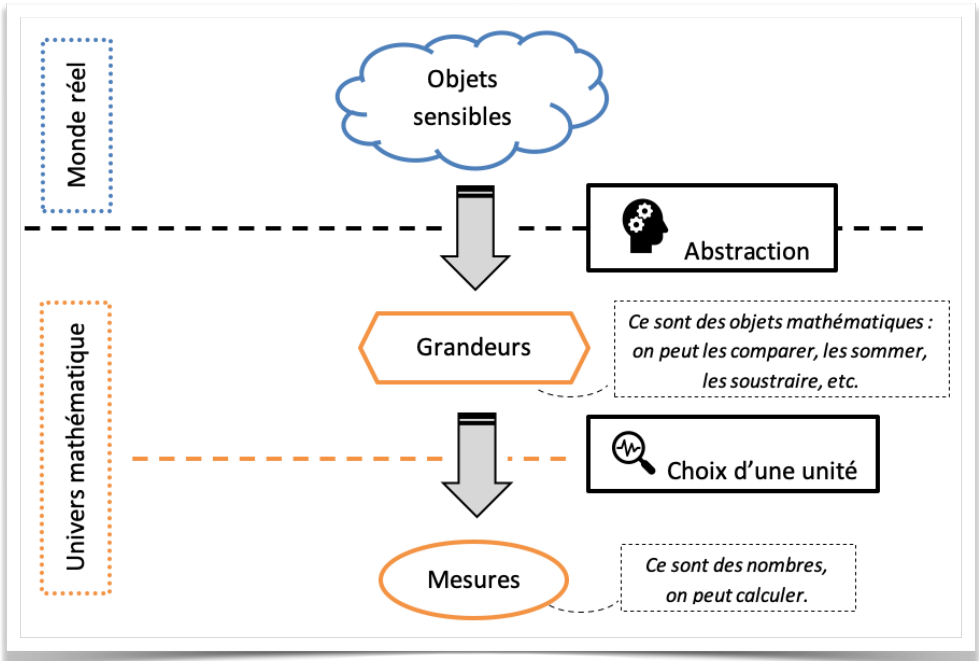 Monde réel
Objets
sensibles
Abstraction
Univers mathématique
Grandeurs
Ce sont des objets mathématiques :
on peut les comparer, les sommer,
les soustraire, etc.
Choix d’une unité
Mesures
Ce sont des nombres,
on peut calculer.